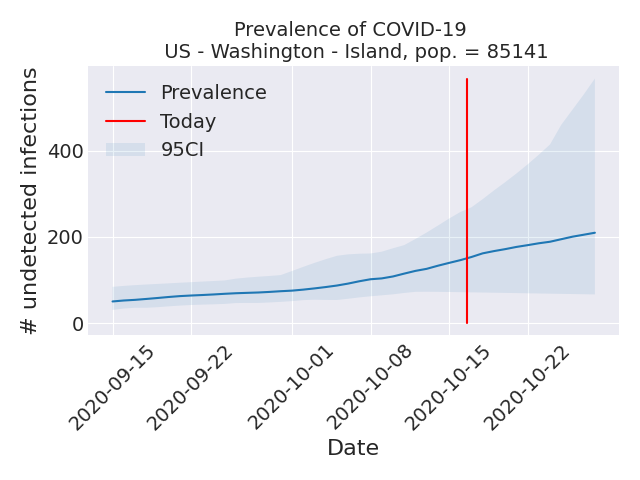 Prevalence of COVID-19
US - Washington - Island, pop. = 85141
Prevalence
Today
95CI
# undetected infections
400
200
0
2020-09-15
2020-09-22
2020-10-01
2020-10-08
2020-10-15
2020-10-22
Date